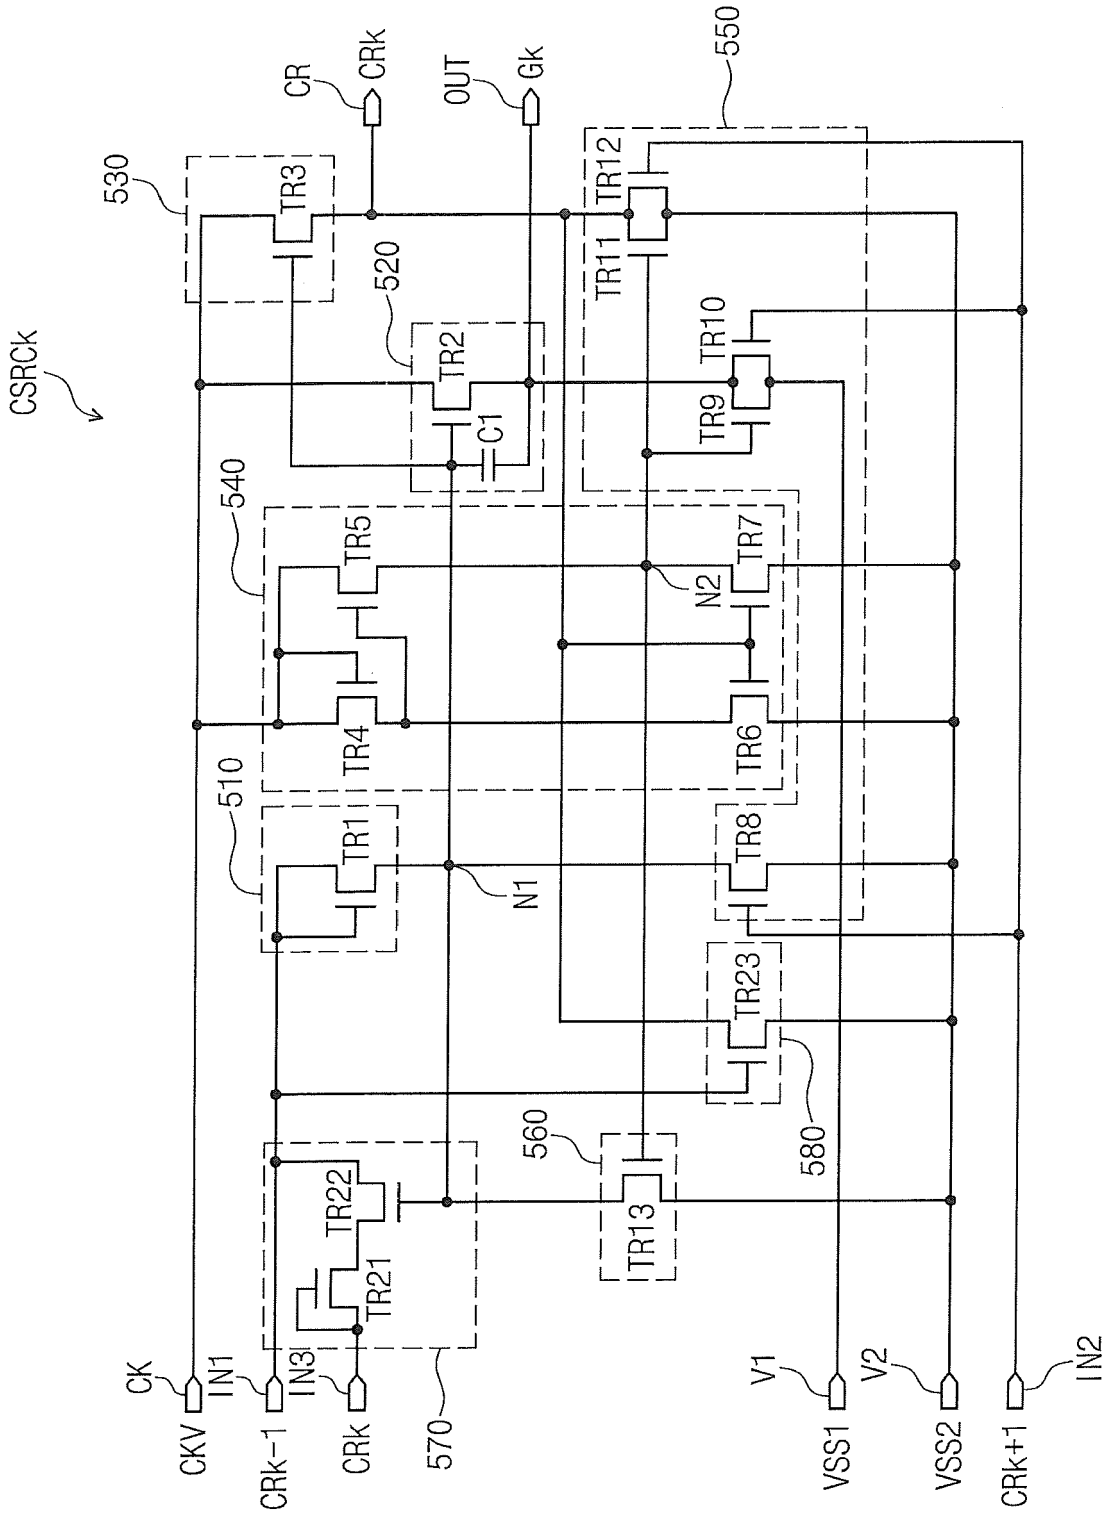 CSRCk
530
TR3
CR
CRk
520
TR2
C1
OUT
Gk
540
TR5
TR4
510
TR1
N1
N2
TR7
TR6
TR8
TR9
TR10
TR11
TR12
550
TR23
580
560
TR13
TR22
TR21
570
CK
CKV
IN1
CRk-1
IN3
CRk
V1
VSS1
V2
VSS2
IN2
CRk+1